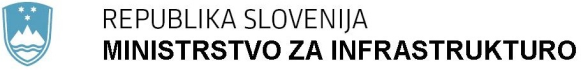 REPUBLIKA SLOVENIJA
MINISTRSTVO ZA INFRASTRUKTURO